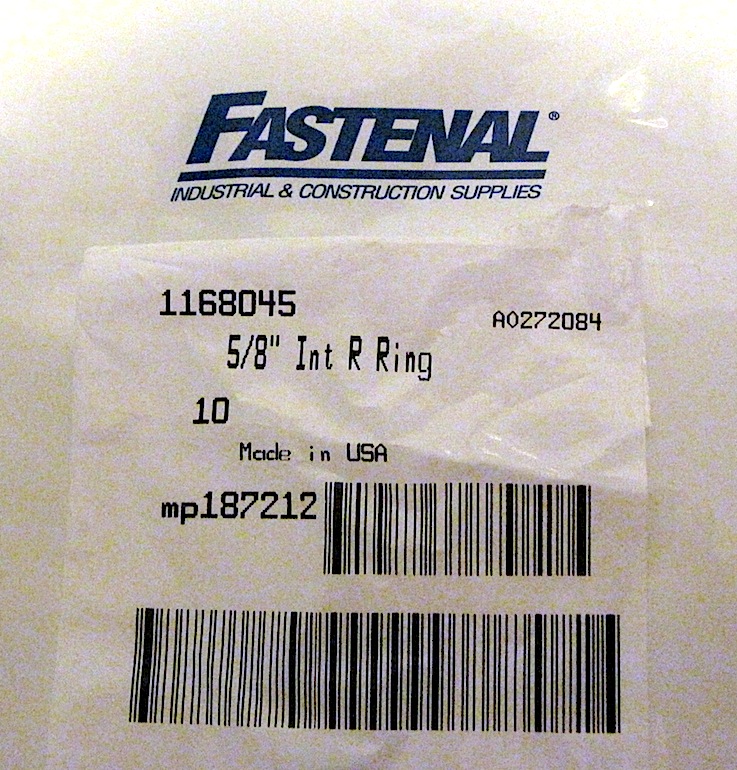 FASTENAL®
INDUSTRIAL & CONSTRUCTION SUPPLIES
1168045
A0272084
5/8" Int R Ring
10
Made in USA
mp187212